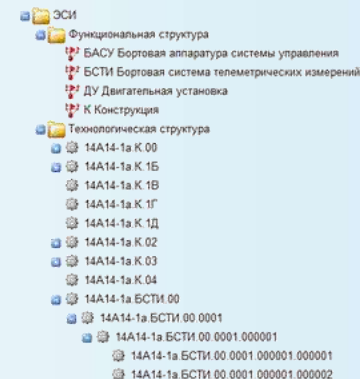 ЭСИ
Функциональная структура
БАСУ Бортовая аппаратура системы управления
БСТИ Бортовая система телеметрических измерений
ДУ Двигательная установка
К Конструкция
Технологическая структура
14А14-1а.К.00
14А14-1а.К.1Б
14А14-1а.К.1В
14А14-1а.К.1Г
14А14-1а.К.1Д
14А14-1а.К.02
14А14-1а.К.03
14А14-1а.К.04
14А14-1а.БСТИ.00
14А14-1а.БСТИ.00.0001
14А14-1а.БСТИ.00.0001.000001
14А14-1а.БСТИ.00.0001.000001.000001
14А14-1а.БСТИ.00.0001.000001.000002